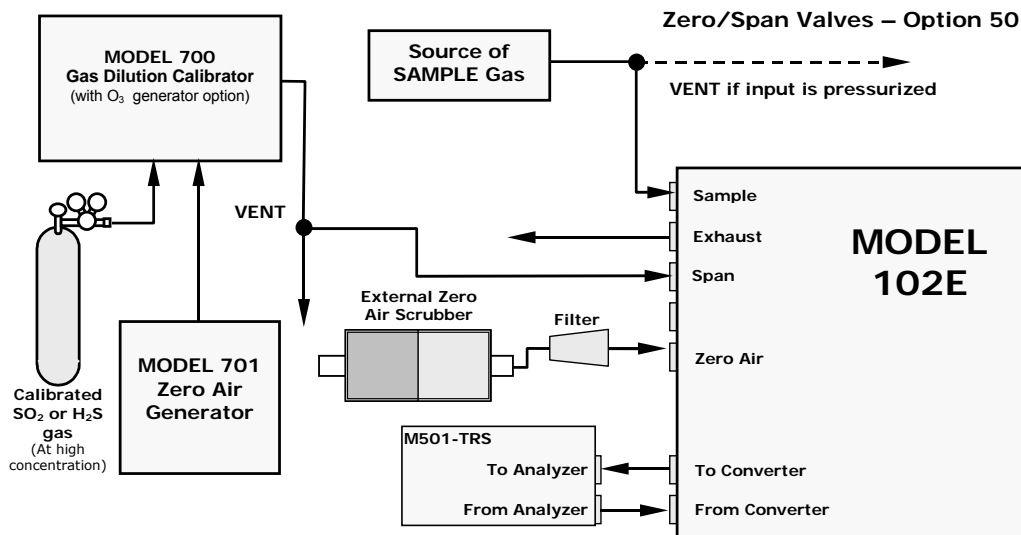 Zero/Span Valves – Option 50
MODEL 700
Gas Dilution Calibrator
(with O₃ generator option)
Source of
SAMPLE Gas
VENT if input is pressurized
VENT
Sample
Exhaust
Span
Zero Air
MODEL
102E
External Zero
Air Scrubber
Filter
MODEL 701
Zero Air
Generator
Calibrated
SO₂ or H₂S
gas
(At high
concentration)
M501-TRS
To Analyzer
From Analyzer
To Converter
From Converter